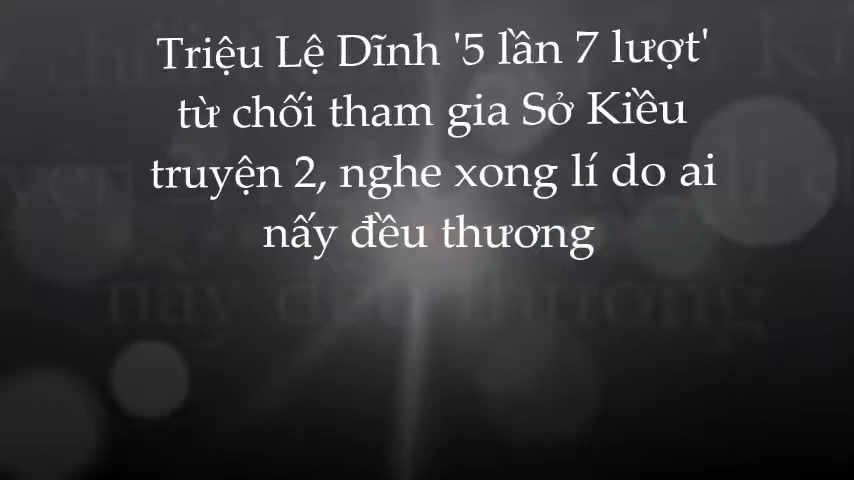 Triệu Lệ Dĩnh '5 lần 7 lượt'
từ chối tham gia Sở Kiều
truyện 2, nghe xong lí do ai
nấy đều thương